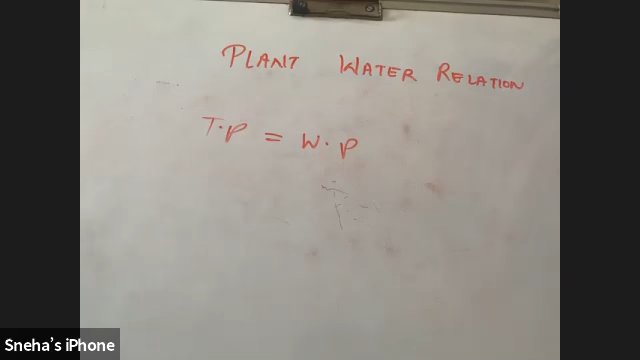 PLANT WATER RELATION
T.P = W.P
Sneha's iPhone